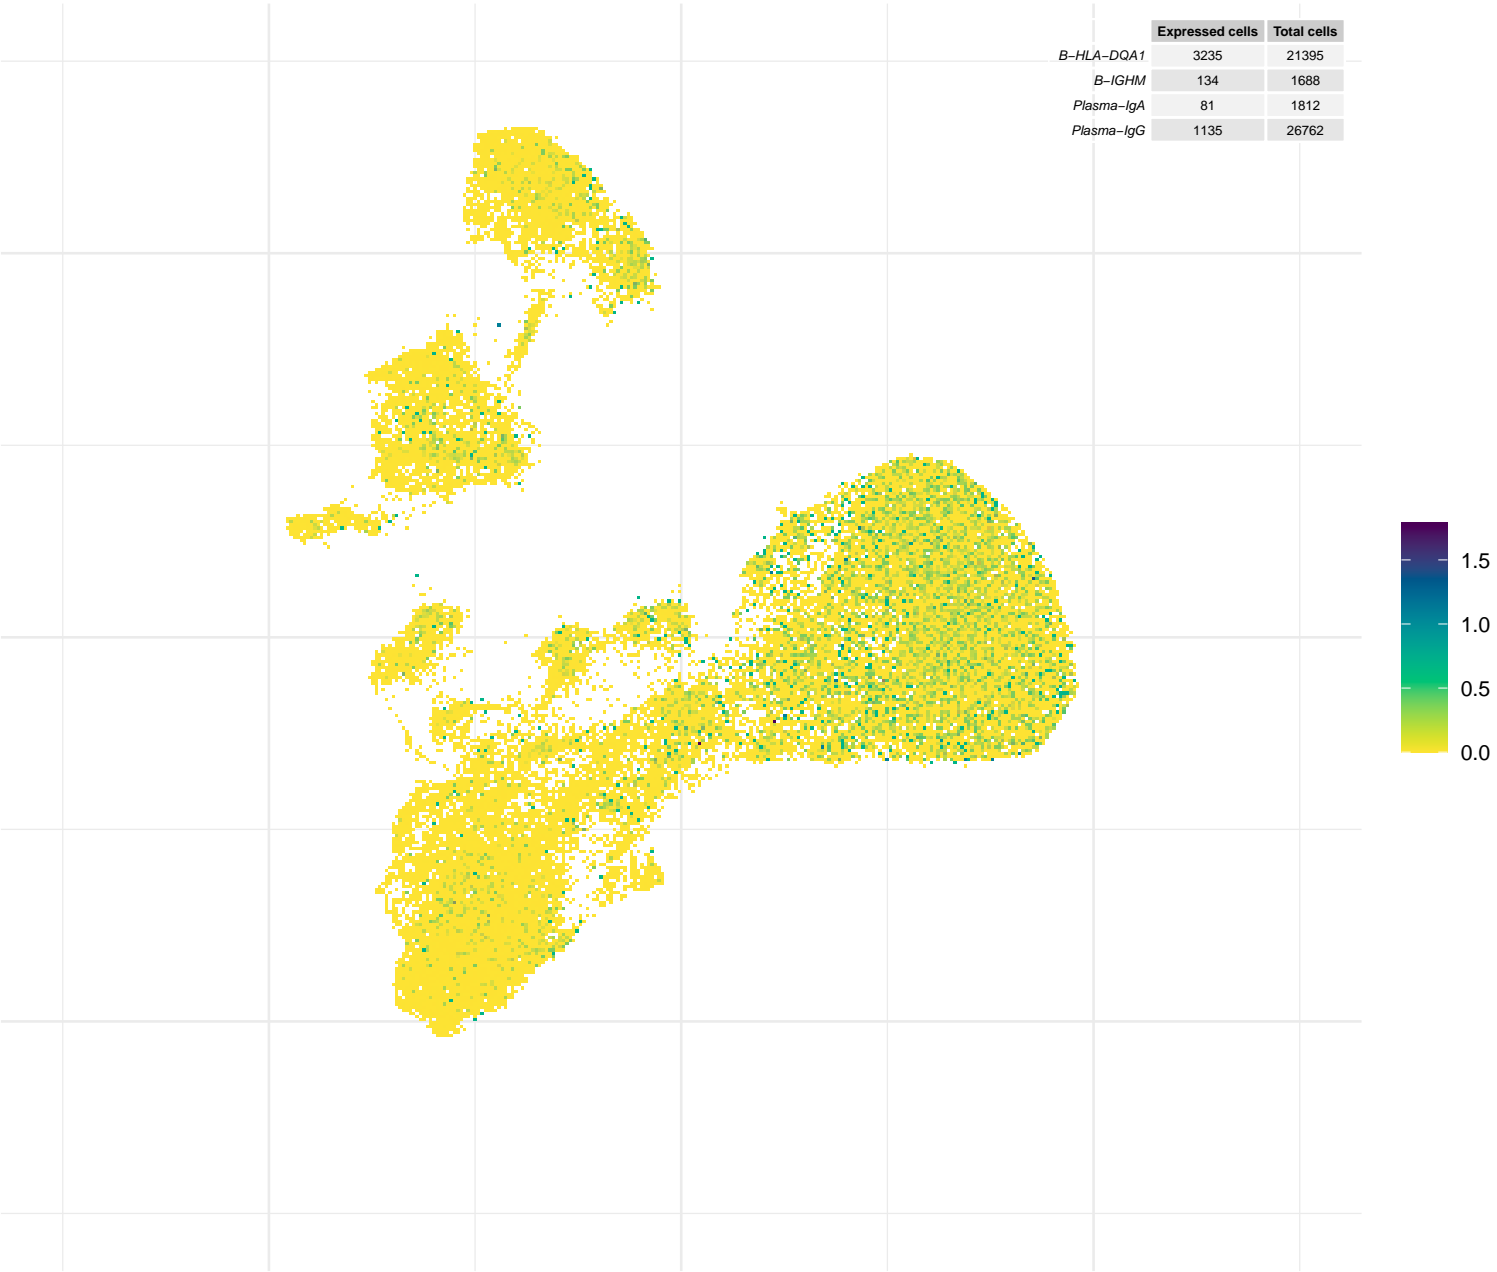 Expressed cells Total cells
B−HLA−DQA1 3235 21395
B−IGHM 134 1688
Plasma−IgA 81 1812
Plasma−IgG 1135 26762
1.5
1.0
0.5
0.0